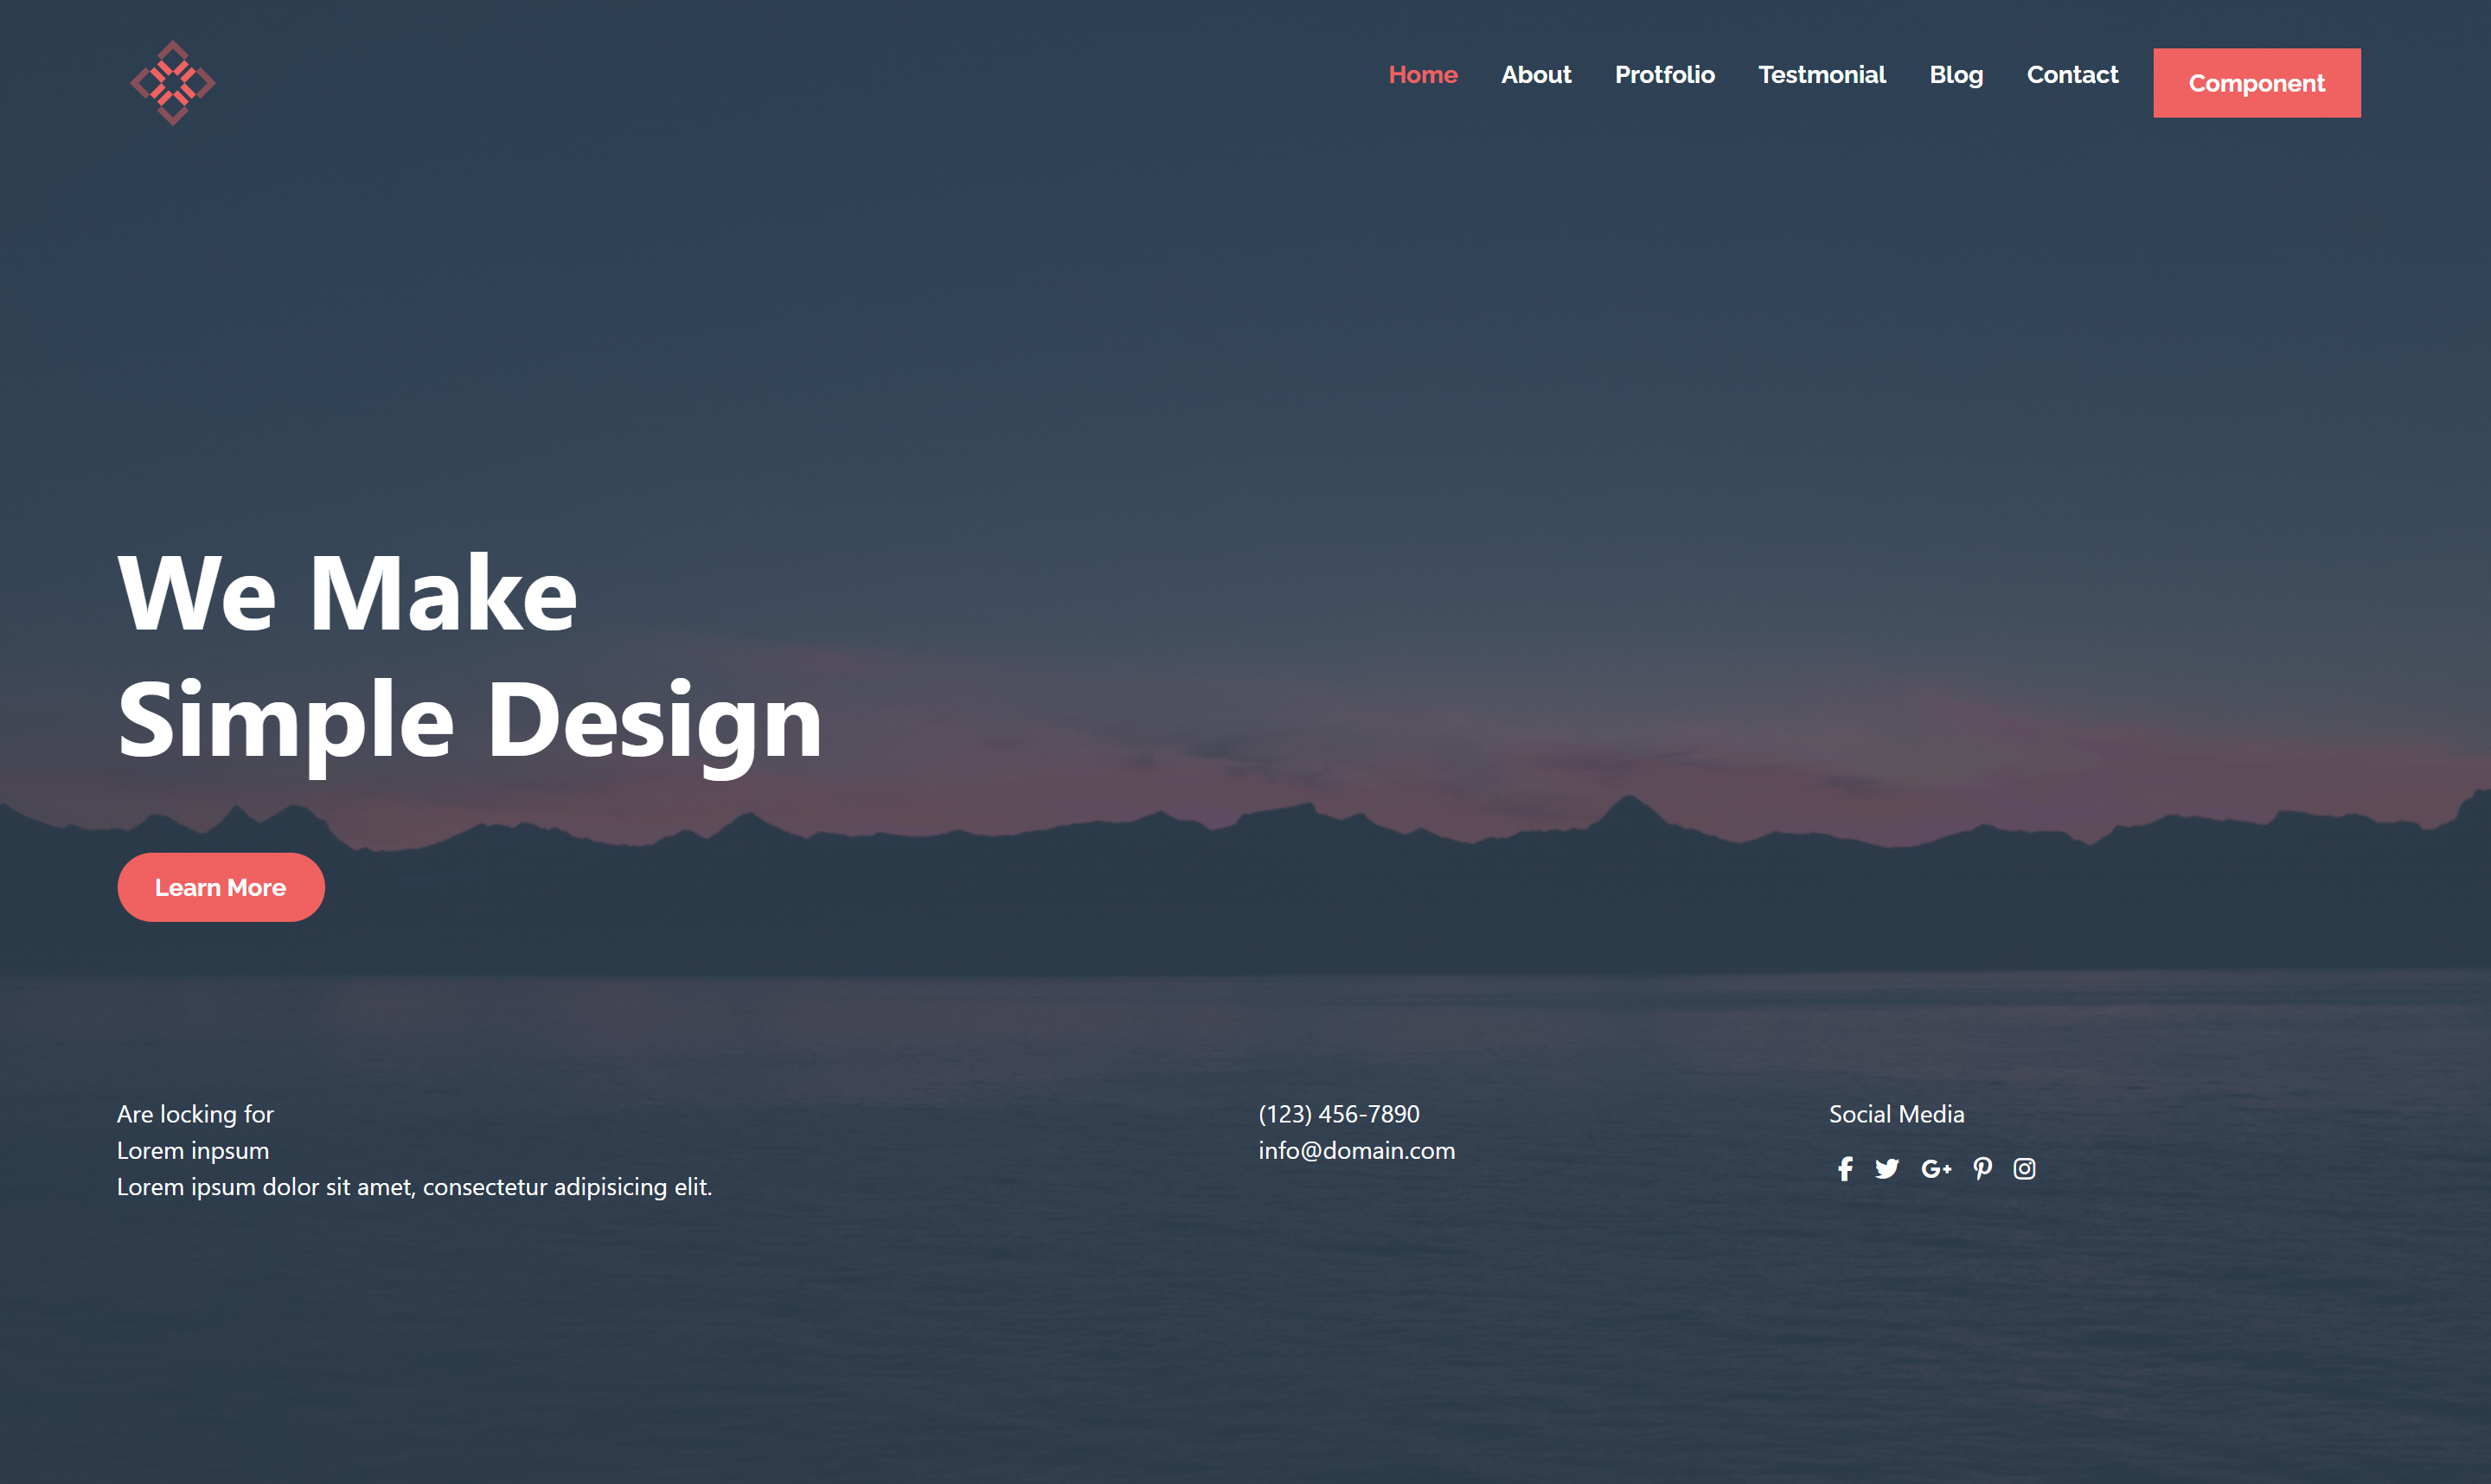 Home About Protfolio Testmonial Blog Contact Component
We Make
Simple Design
Learn More
Are locking for
Lorem inpsum
Lorem ipsum dolor sit amet, consectetur adipisicing elit.
(123) 456-7890
info@domain.com
Social Media